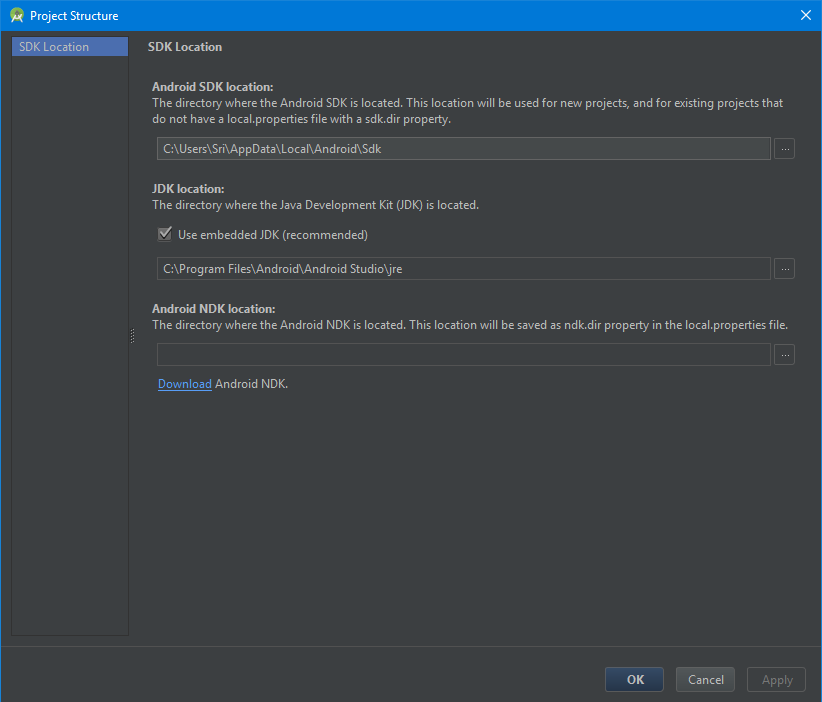 Project Structure
SDK Location
SDK Location
Android SDK location:
The directory where the Android SDK is located. This location will be used for new projects, and for existing projects that
do not have a local.properties file with a sdk.dir property.
C:\Users\Sri\AppData\Local\Android\Sdk
...
JDK location:
The directory where the Java Development Kit (JDK) is located.
Use embedded JDK (recommended)
C:\Program Files\Android\Android Studio\jre
...
Android NDK location:
The directory where the Android NDK is located. This location will be saved as ndk.dir property in the local.properties file.
...
Download Android NDK.
OK
Cancel
Apply